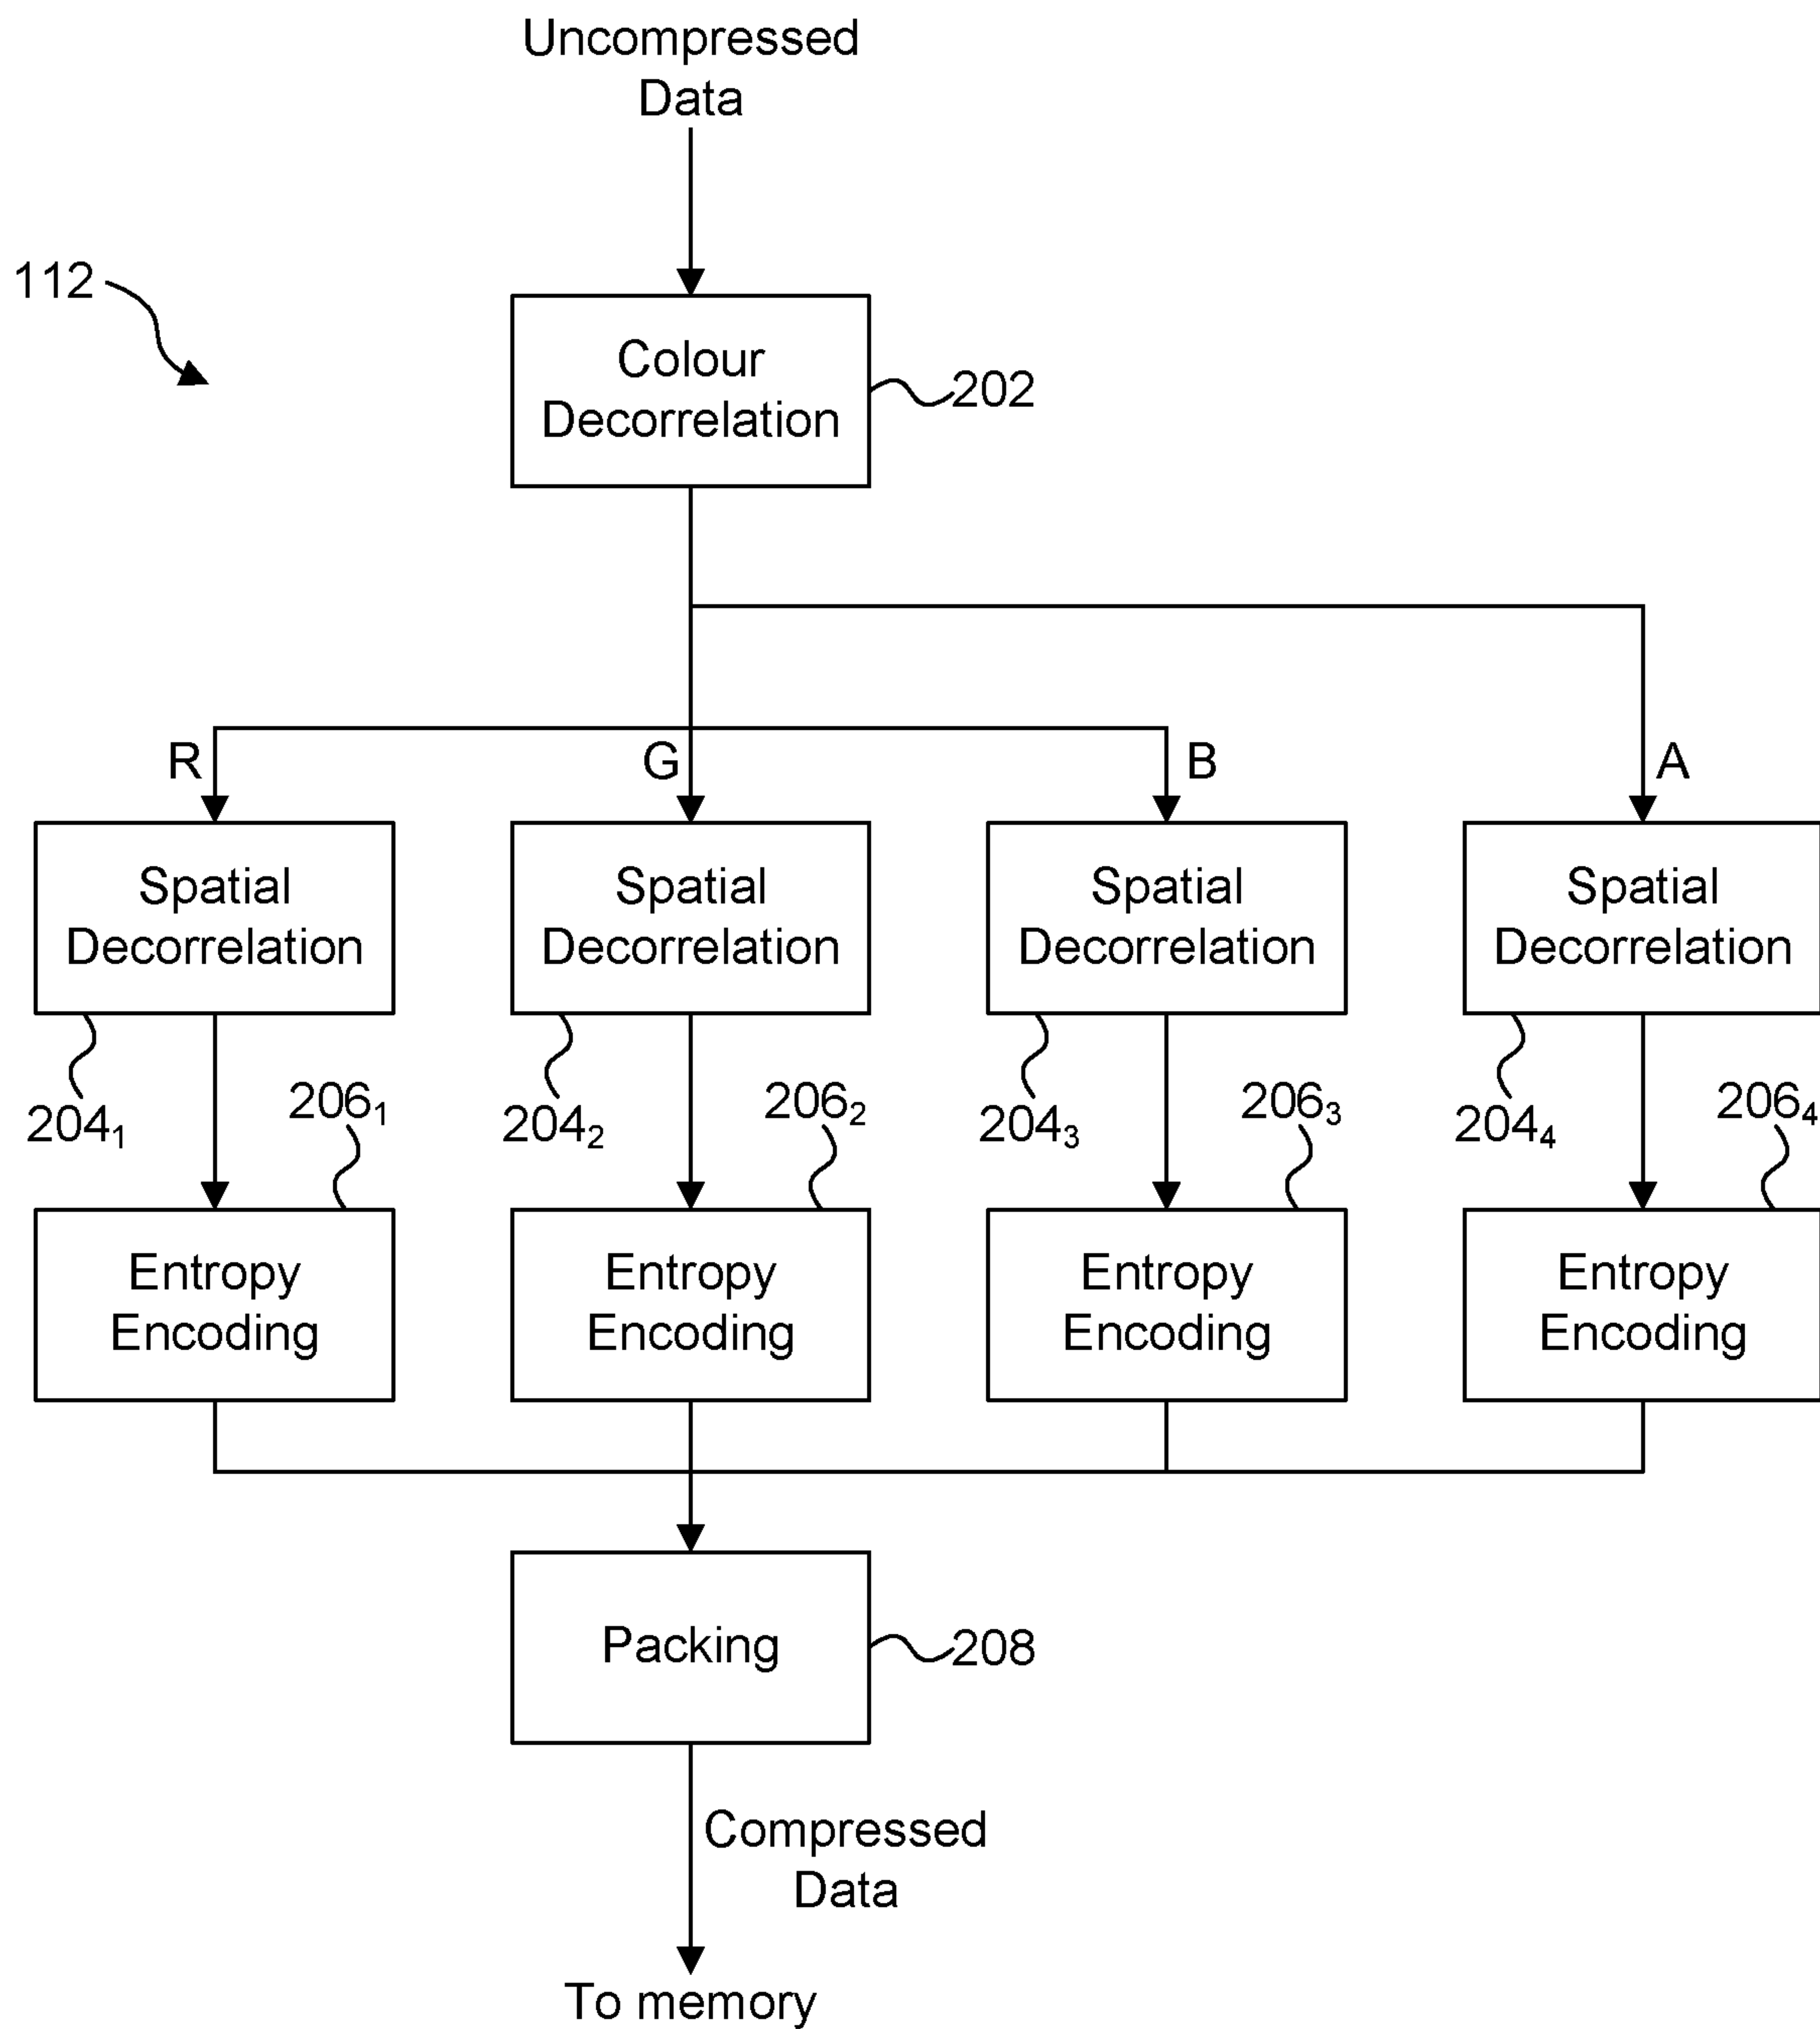 Uncompressed
Data
112
Colour
Decorrelation
202
R
G
B
A
Spatial
Decorrelation
Spatial
Decorrelation
Spatial
Decorrelation
Spatial
Decorrelation
204₁
206₁
204₂
206₂
204₃
206₃
204₄
206₄
Entropy
Encoding
Entropy
Encoding
Entropy
Encoding
Entropy
Encoding
Packing
208
Compressed
Data
To memory